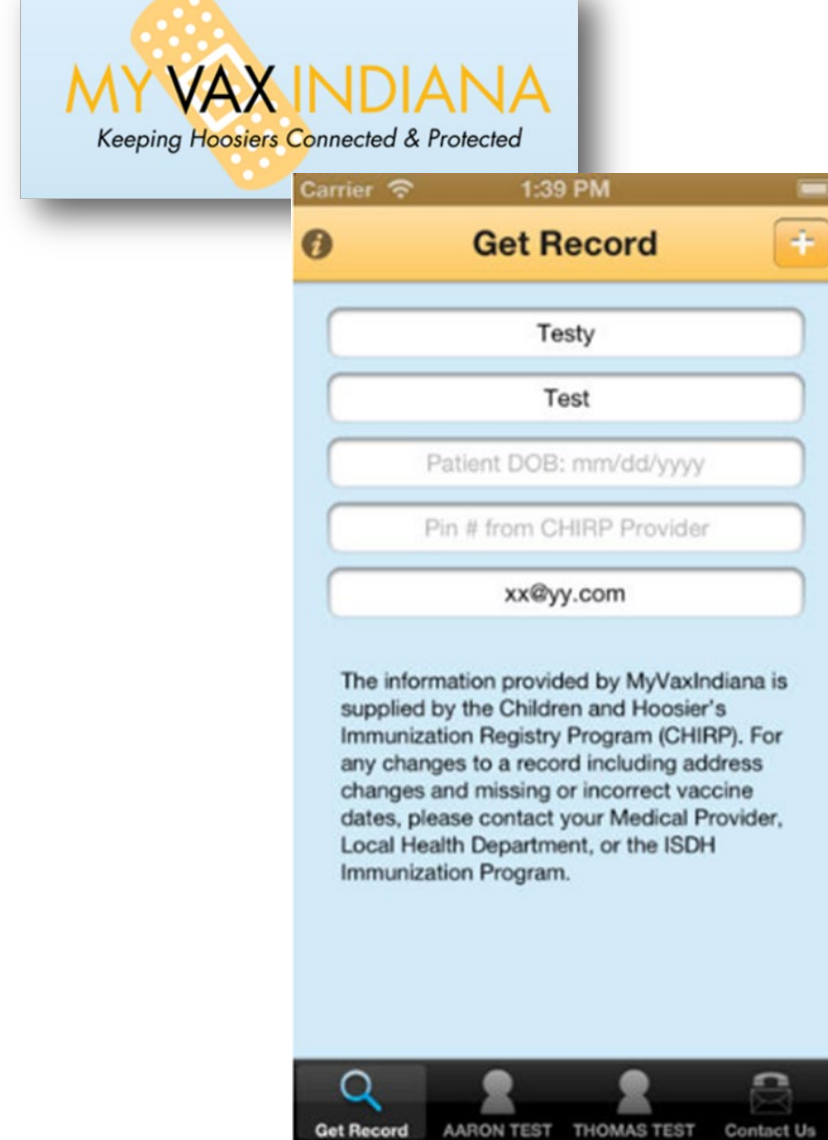 MY VAX INDIANA
Keeping Hoosiers Connected & Protected
Carrier 1:39 PM
Get Record
Testy
Test
Patient DOB: mm/dd/yyyy
Pin # from CHIRP Provider
xx@yy.com
The information provided by MyVaxIndiana is
supplied by the Children and Hoosier's
Immunization Registry Program (CHIRP). For
any changes to a record including address
changes and missing or incorrect vaccine
dates, please contact your Medical Provider,
Local Health Department, or the ISDH
Immunization Program.
Get Record AARON TEST THOMAS TEST Contact Us